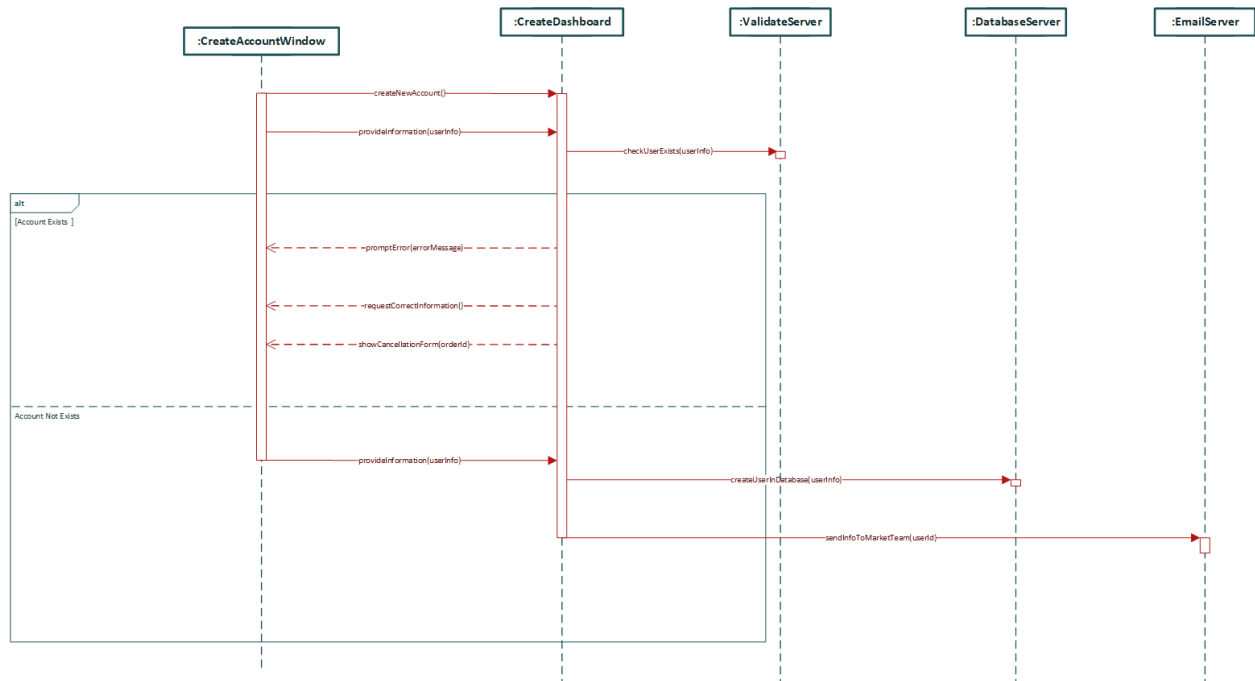 :CreateAccountWindow
:CreateDashboard
:ValidateServer
:DatabaseServer
:EmailServer
createNewAccount()
provideInformation(userInfo)
checkUserExists(userInfo)
alt
[Account Exists ]
promptError(errorMessage)
requestCorrectInformation()
showCancellationForm(orderId)
Account Not Exists
provideInformation(userInfo)
createUserInDatabase(userInfo)
sendInfoToMarketTeam(userId)